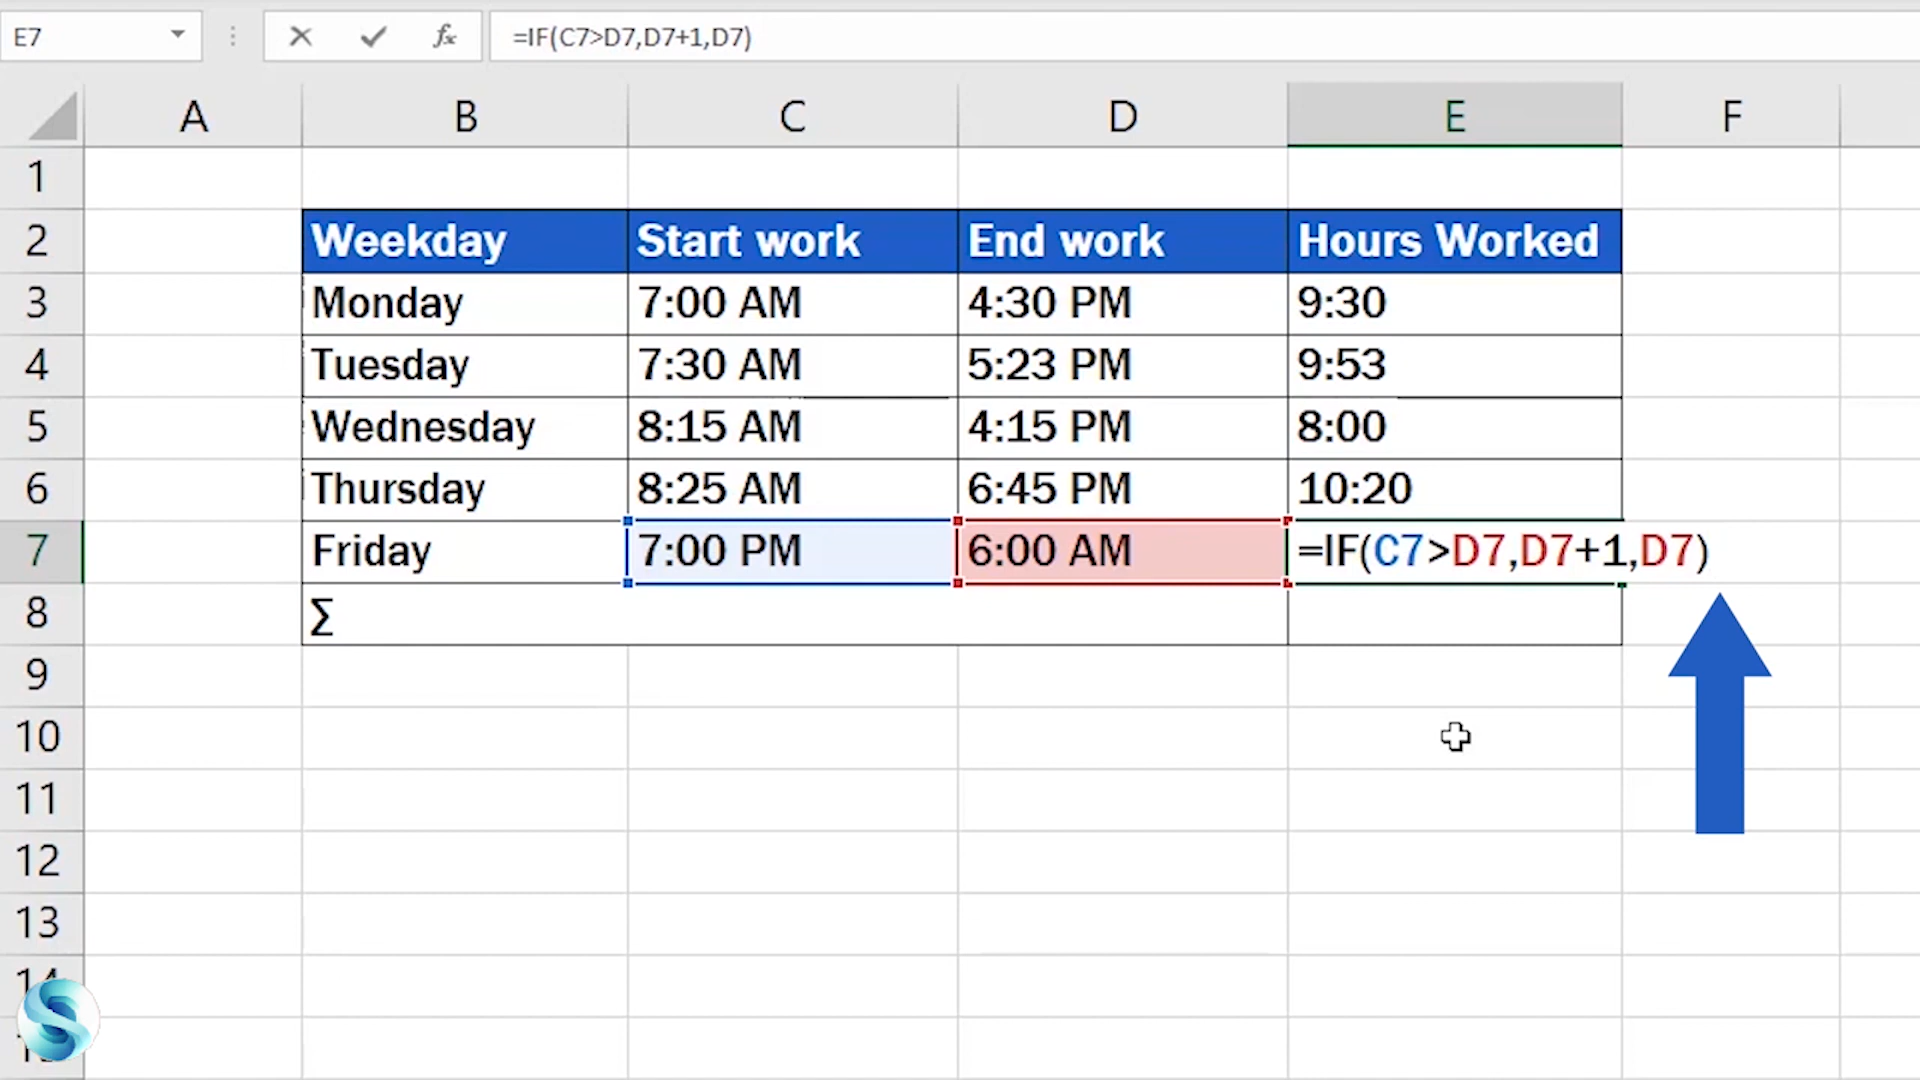 E7 fx =IF(C7>D7,D7+1,D7)
A B C D E F
1
2 Weekday Start work End work Hours Worked
3 Monday 7:00 AM 4:30 PM 9:30
4 Tuesday 7:30 AM 5:23 PM 9:53
5 Wednesday 8:15 AM 4:15 PM 8:00
6 Thursday 8:25 AM 6:45 PM 10:20
7 Friday 7:00 PM 6:00 AM =IF(C7>D7,D7+1,D7)
8 Σ
9
10
11
12
13
14